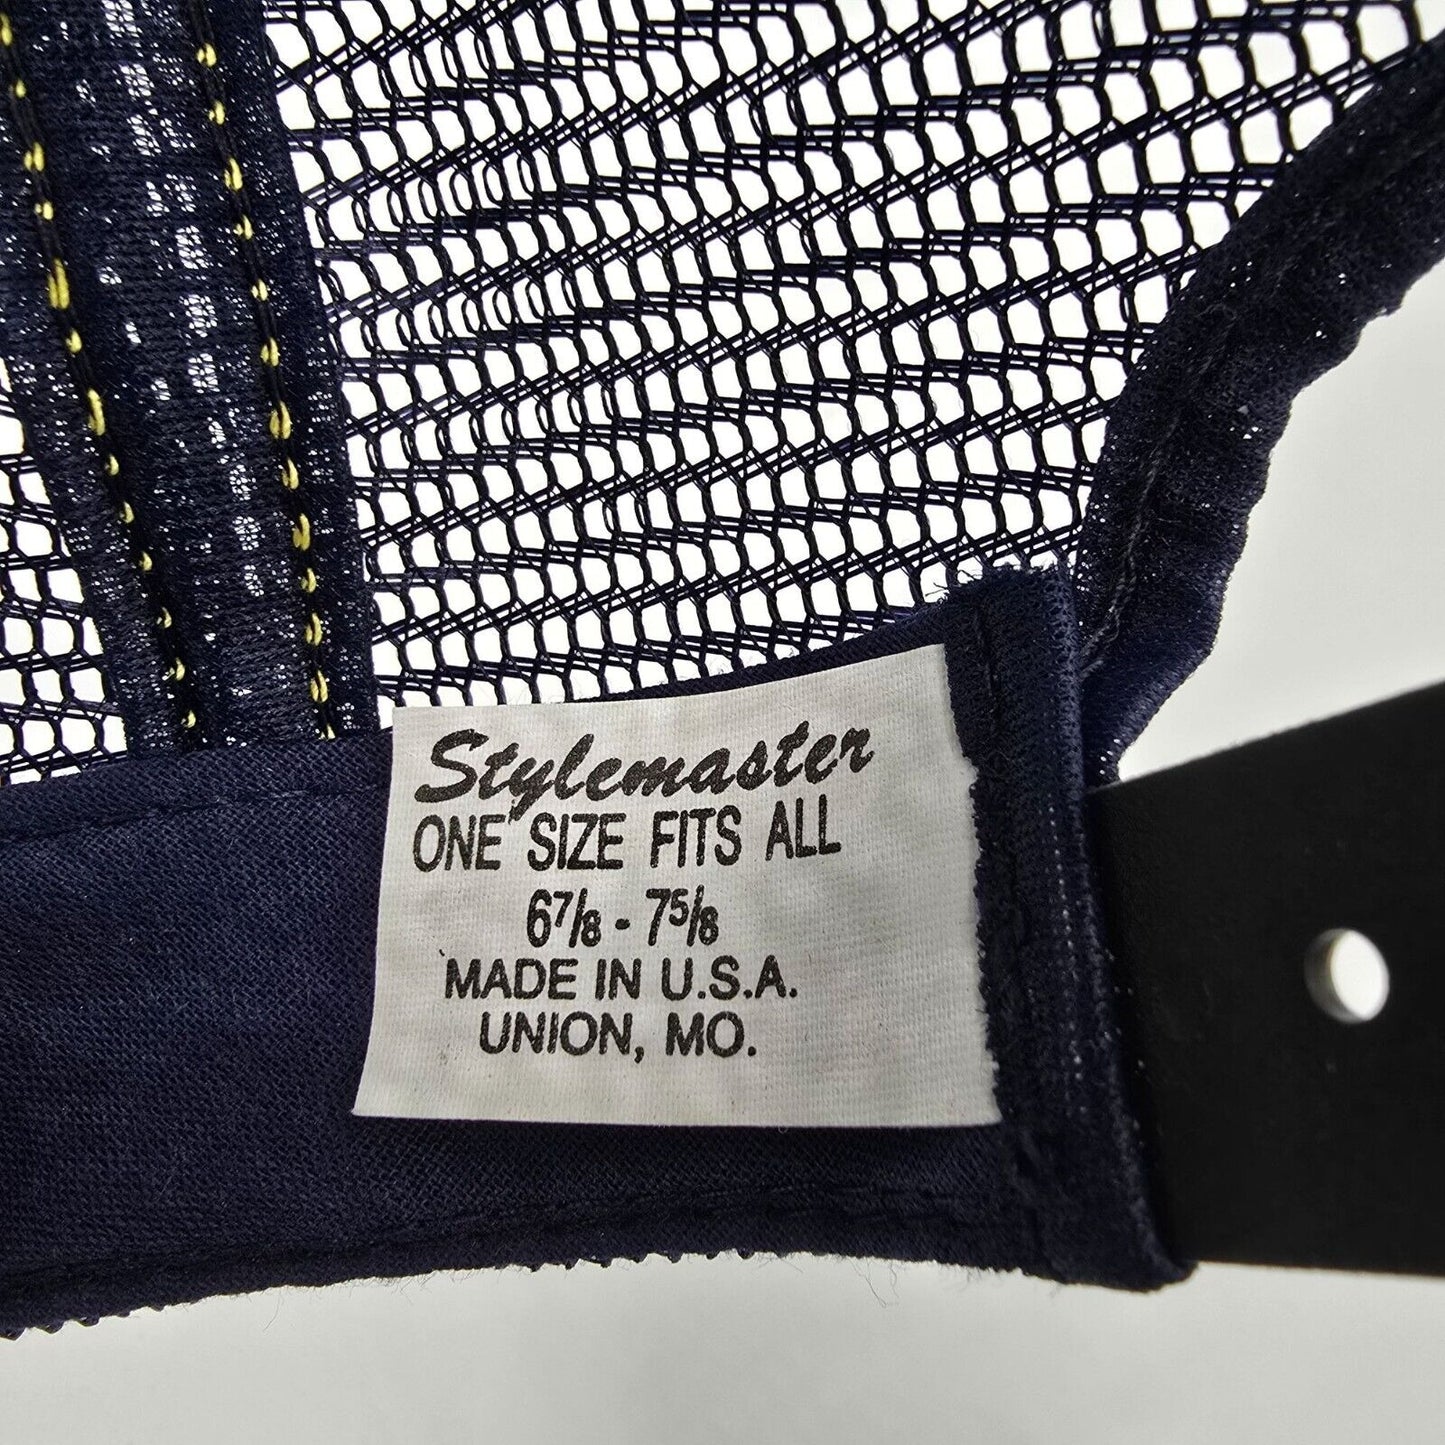 Stylemaster
ONE SIZE FITS ALL
6⅞ - 7⅝
MADE IN U.S.A.
UNION, MO.